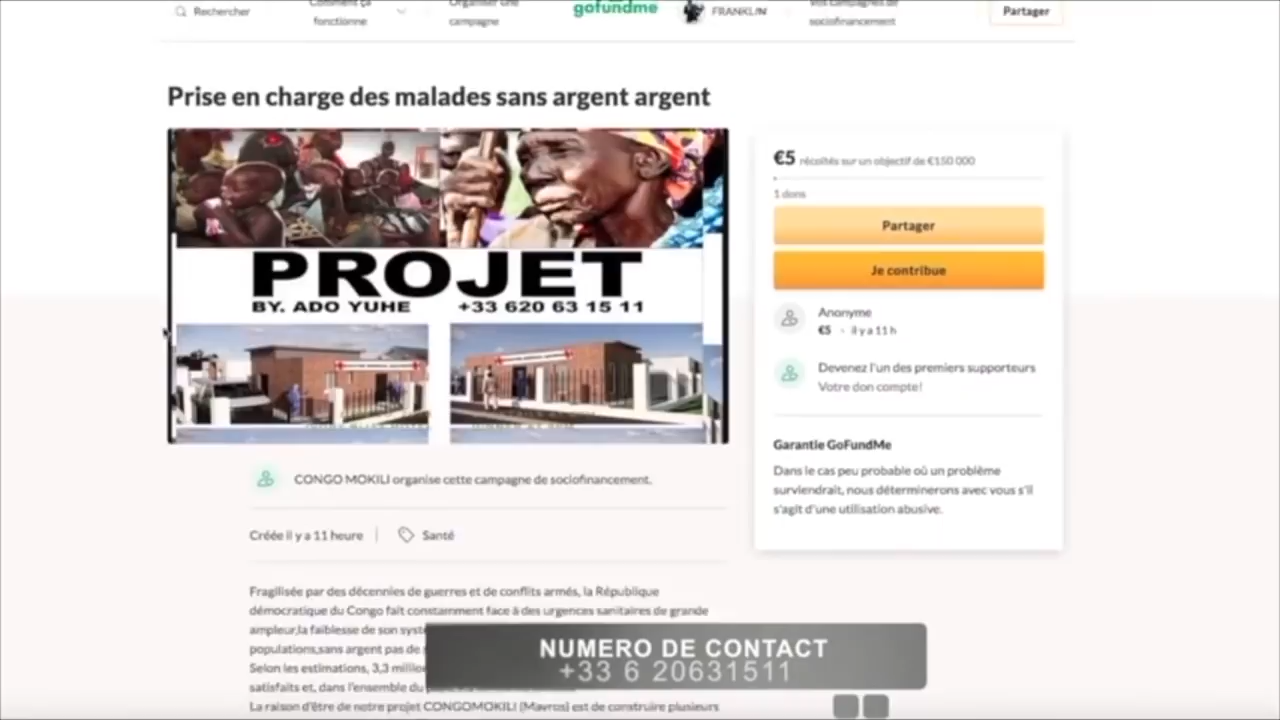 Rechercher
Comment ça
fonctionne
Organiser une
campagne
gofundme
FRANKLIN
Vos campagnes de
sociofinancement
Partager
Prise en charge des malades sans argent argent
PROJET
BY. ADO YUHE +33 620 63 15 11
€5 récoltés sur un objectif de €150 000
1 dons
Partager
Je contribue
Anonyme
€5 · il y a 11 h
Devenez l'un des premiers supporteurs
Votre don compte!
Garantie GoFundMe
Dans le cas peu probable où un problème
surviendrait, nous déterminerons avec vous s'il
s'agit d'une utilisation abusive.
CONGO MOKILI organise cette campagne de sociofinancement.
Créée il y a 11 heure
Santé
Fragilisée par des décennies de guerres et de conflits armés, la République
démocratique du Congo fait constamment face à des urgences sanitaires de grande
ampleur,la faiblesse de son syst
populations,sans argent pas de
Selon les estimations, 3,3 millio
satisfaits et, dans l'ensemble du
La raison d'être de notre projet CONGOMOKILI (Mavros) est de construire plusieurs
NUMERO DE CONTACT
+33 6 20631511